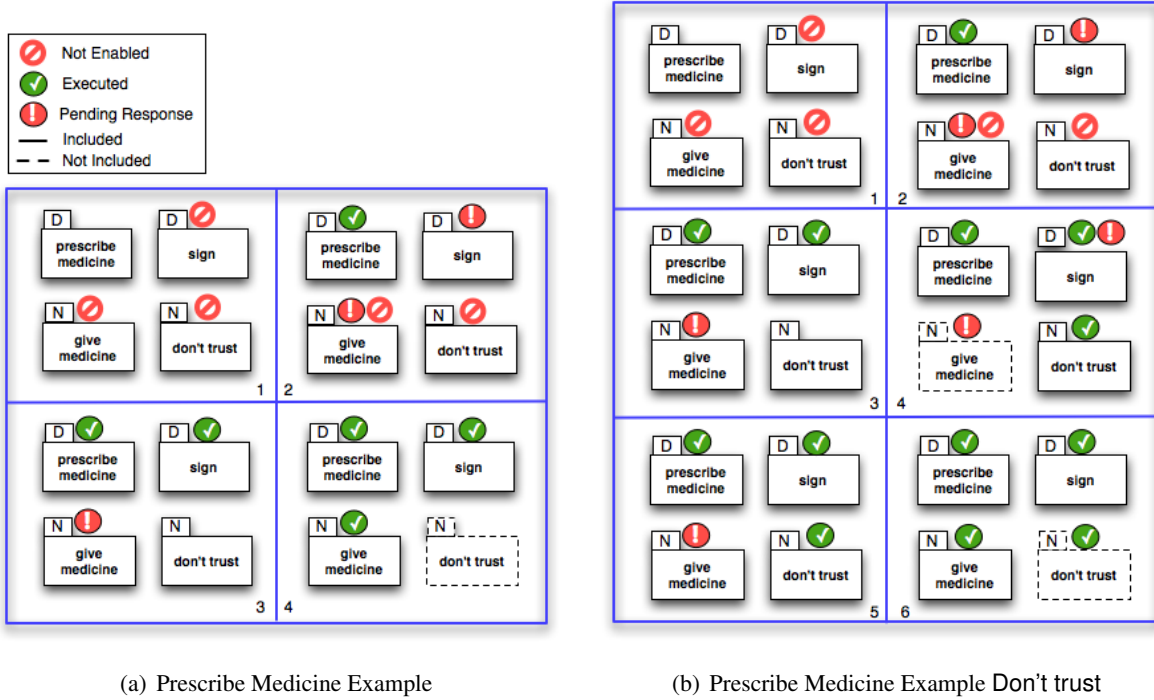 Not Enabled
Executed
Pending Response
Included
Not Included
D
D
prescribe
medicine
sign
N
N
give
medicine
don't trust
1
D
D
prescribe
medicine
sign
N
N
give
medicine
don't trust
2
D
D
prescribe
medicine
sign
N
N
give
medicine
don't trust
3
D
D
prescribe
medicine
sign
N
N
give
medicine
don't trust
4
(a) Prescribe Medicine Example
D
D
prescribe
medicine
sign
N
N
give
medicine
don't trust
1
D
D
prescribe
medicine
sign
N
N
give
medicine
don't trust
2
D
D
prescribe
medicine
sign
N
N
give
medicine
don't trust
3
D
D
prescribe
medicine
sign
N
N
give
medicine
don't trust
4
D
D
prescribe
medicine
sign
N
N
give
medicine
don't trust
5
D
D
prescribe
medicine
sign
N
N
give
medicine
don't trust
6
(b) Prescribe Medicine Example Don't trust